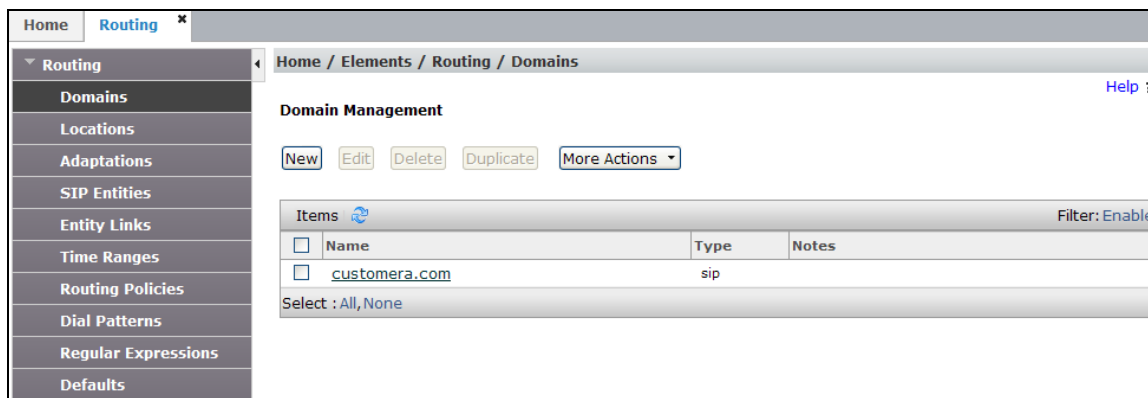 Home Routing ×
Routing
Domains
Locations
Adaptations
SIP Entities
Entity Links
Time Ranges
Routing Policies
Dial Patterns
Regular Expressions
Defaults
Home / Elements / Routing / Domains
Help ?
Domain Management
New Edit Delete Duplicate More Actions
Items Filter: Enable
Name Type Notes
customera.com sip
Select : All, None